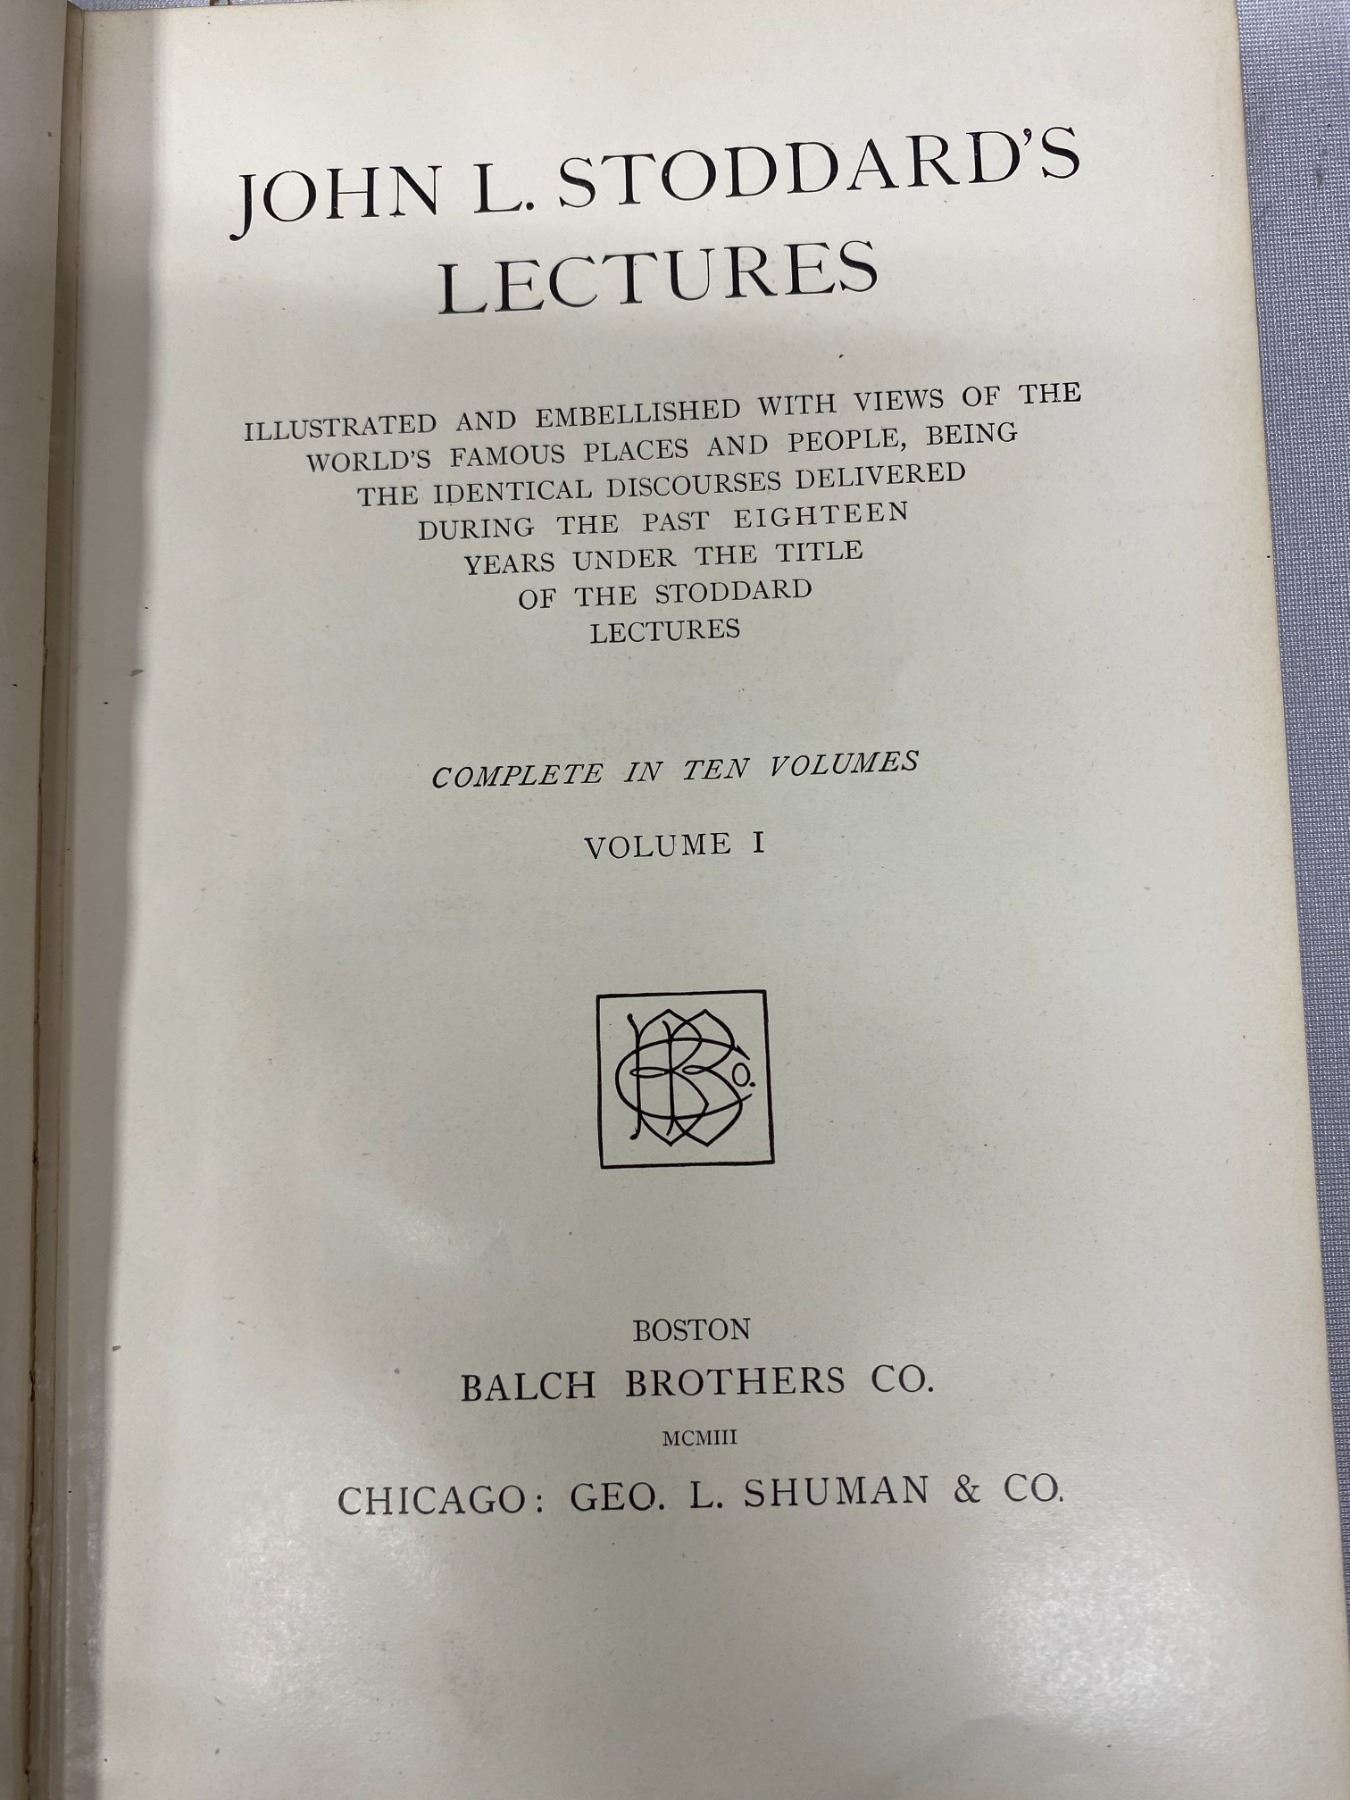 JOHN L. STODDARD'S
LECTURES
ILLUSTRATED AND EMBELLISHED WITH VIEWS OF THE
WORLD'S FAMOUS PLACES AND PEOPLE, BEING
THE IDENTICAL DISCOURSES DELIVERED
DURING THE PAST EIGHTEEN
YEARS UNDER THE TITLE
OF THE STODDARD
LECTURES
COMPLETE IN TEN VOLUMES
VOLUME I
BBCo.
BOSTON
BALCH BROTHERS CO.
MCMIII
CHICAGO: GEO. L. SHUMAN & CO.